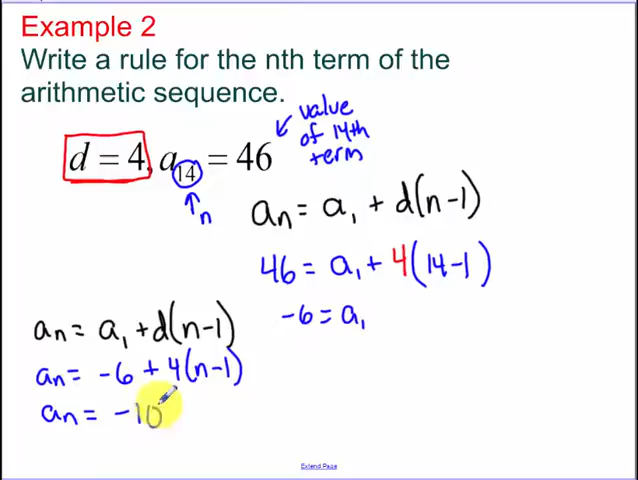 Example 2
Write a rule for the nth term of the
arithmetic sequence.
value
of 14th
term
d = 4, a₁₄ = 46
n
aₙ = a₁ + d(n-1)
46 = a₁ + 4(14-1)
-6 = a₁
aₙ = a₁ + d(n-1)
aₙ = -6 + 4(n-1)
aₙ = -10
Extend Page